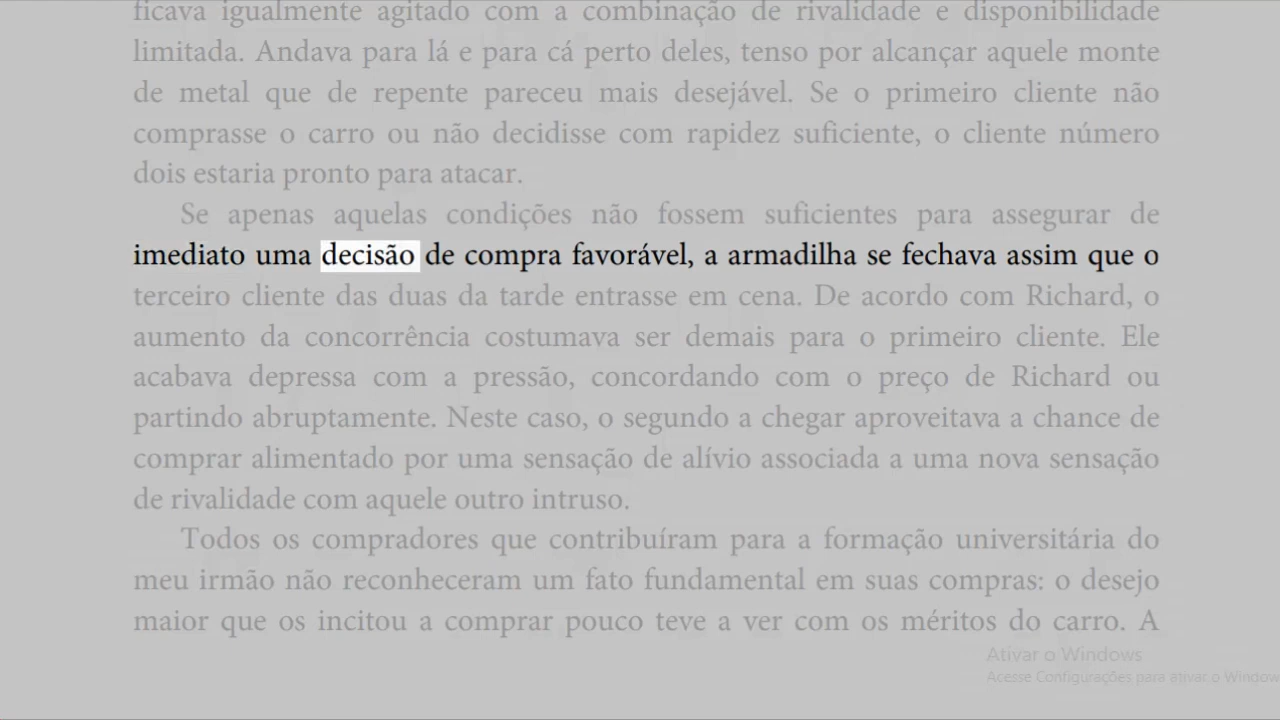 ficava igualmente agitado com a combinação de rivalidade e disponibilidade
limitada. Andava para lá e para cá perto deles, tenso por alcançar aquele monte
de metal que de repente pareceu mais desejável. Se o primeiro cliente não
comprasse o carro ou não decidisse com rapidez suficiente, o cliente número
dois estaria pronto para atacar.
Se apenas aquelas condições não fossem suficientes para assegurar de
imediato uma decisão de compra favorável, a armadilha se fechava assim que o
terceiro cliente das duas da tarde entrasse em cena. De acordo com Richard, o
aumento da concorrência costumava ser demais para o primeiro cliente. Ele
acabava depressa com a pressão, concordando com o preço de Richard ou
partindo abruptamente. Neste caso, o segundo a chegar aproveitava a chance de
comprar alimentado por uma sensação de alívio associada a uma nova sensação
de rivalidade com aquele outro intruso.
Todos os compradores que contribuíram para a formação universitária do
meu irmão não reconheceram um fato fundamental em suas compras: o desejo
maior que os incitou a comprar pouco teve a ver com os méritos do carro. A
Ativar o Windows
Acesse Configurações para ativar o Window